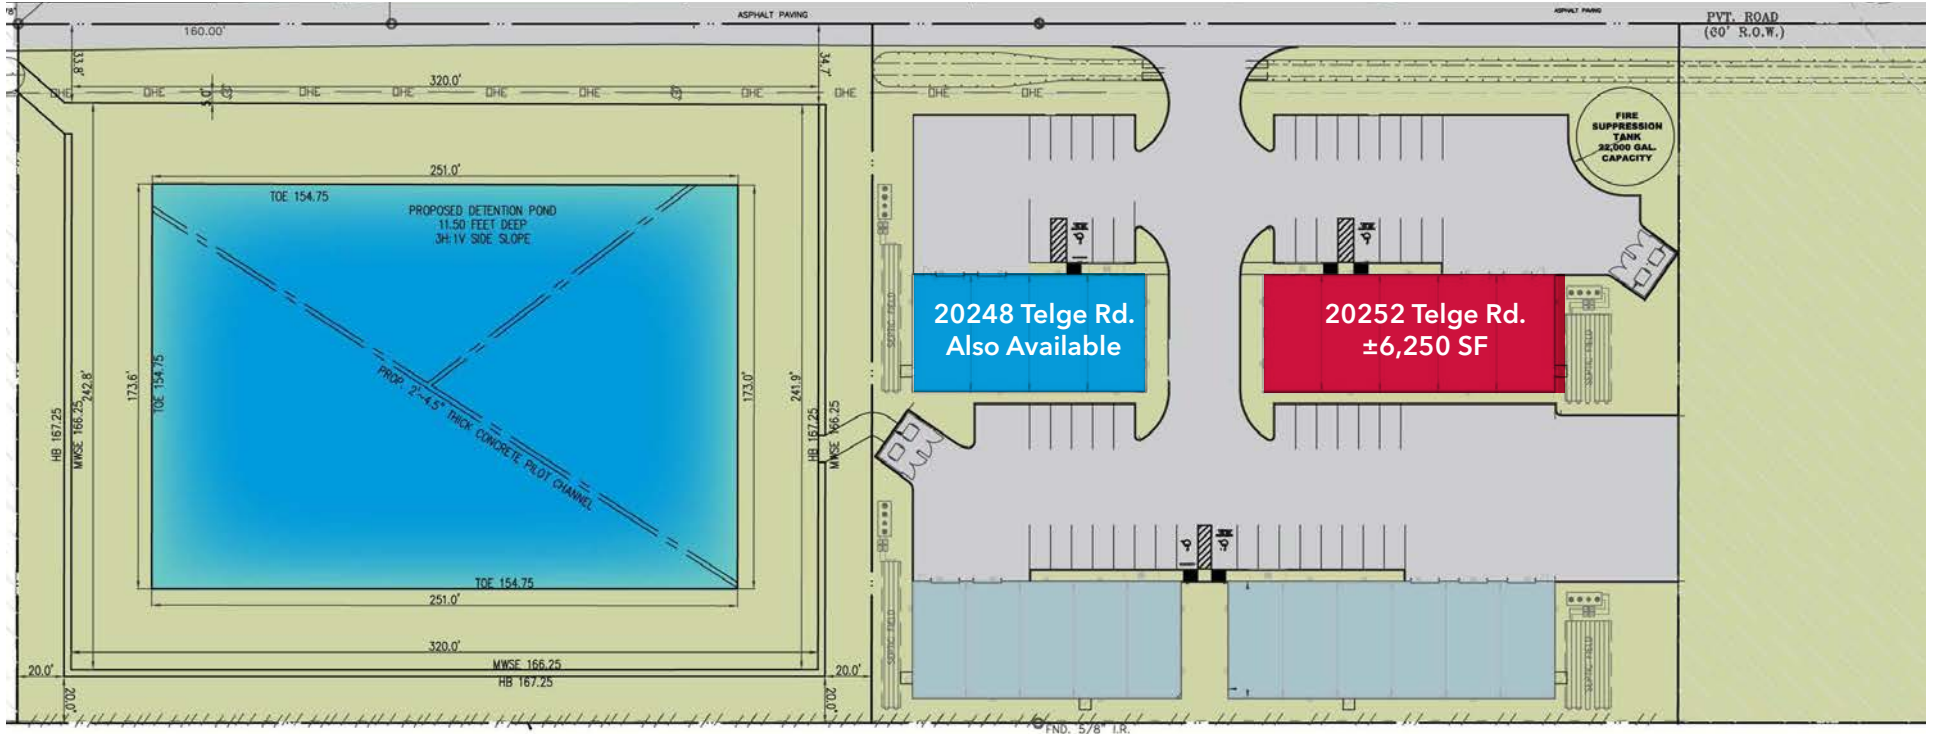 ASPHALT PAVING
ASPHALT PAVING
PVT. ROAD
(60' R.O.W.)
160.00'
33.8'
34.7'
320.0'
5.0'
OHE OHE OHE OHE OHE OHE OHE OHE OHE OHE
FIRE
SUPPRESSION
TANK
22,000 GAL.
CAPACITY
251.0'
TOE 154.75
PROPOSED DETENTION POND
11.50 FEET DEEP
3H:1V SIDE SLOPE
HB 167.25
MWSE 166.25
242.8'
173.6'
TOE 154.75
PROP. 2'~4.5" THICK CONCRETE PILOT CHANNEL
173.0'
241.9'
HB 167.25
MWSE 166.25
SEPTIC FIELD
20248 Telge Rd.
Also Available
20252 Telge Rd.
±6,250 SF
SEPTIC FIELD
TOE 154.75
251.0'
320.0'
MWSE 166.25
HB 167.25
20.0'
20.0'
20.0'
20.0'
SEPTIC FIELD
SEPTIC FIELD
FND. 5/8" I.R.